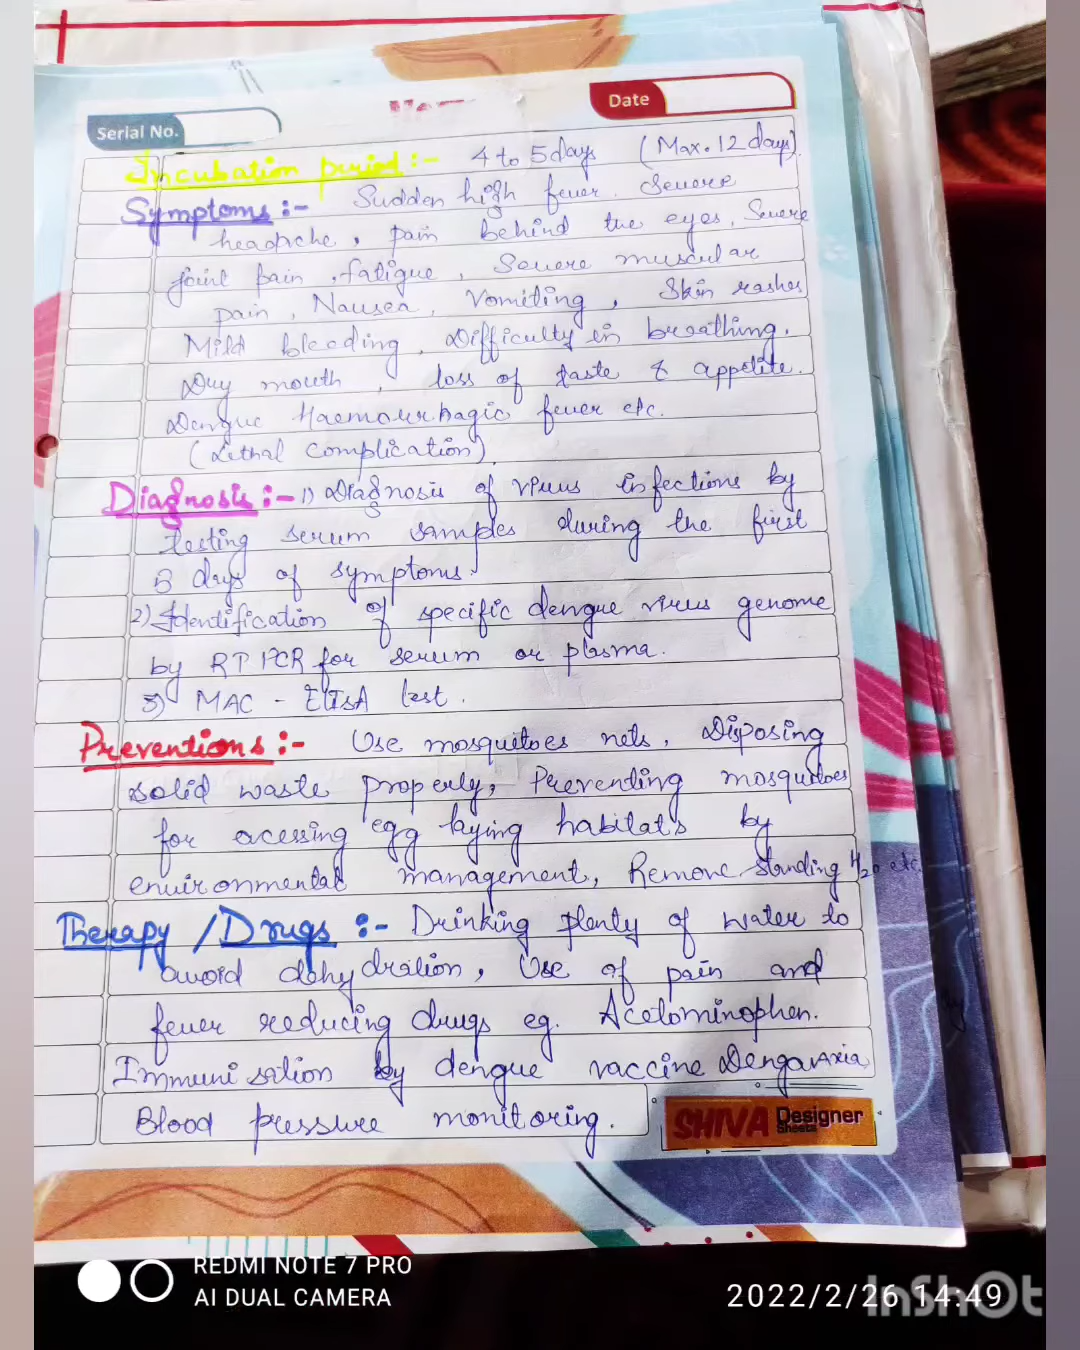 Serial No.
Date
Incubation period :- 4 to 5 days (Max. 12 days)
Symptoms :- Sudden high fever. Severe
headache, pain behind the eyes, Severe
joint pain, fatigue, Severe muscular
pain, Nausea, Vomiting, Skin rashes
Mild bleeding, Difficulty in breathing.
Dry mouth, loss of taste & appetite.
Dengue Haemourrhagic fever etc.
(Lethal complication)
Diagnosis :- 1) Diagnosis of virus infections by
testing serum samples during the first
5 days of symptoms.
2) Identification of specific dengue virus genome
by RT PCR for serum or plasma.
3) MAC - ELISA test.
Preventions :- Use mosquitoes nets, Disposing
solid waste properly, Preventing mosquitoes
for acessing egg laying habitats by
environmental management, Remove standing H2O etc.
Therapy / Drugs :- Drinking plenty of water to
avoid dehydration, Use of pain and
fever reducing drugs eg. Acetominophen.
Immunisation by dengue vaccine Dengavaxia
Blood pressure monitoring.
SHIVA Designer
Sheets
REDMI NOTE 7 PRO
AI DUAL CAMERA
2022/2/26 14:49
InShOt